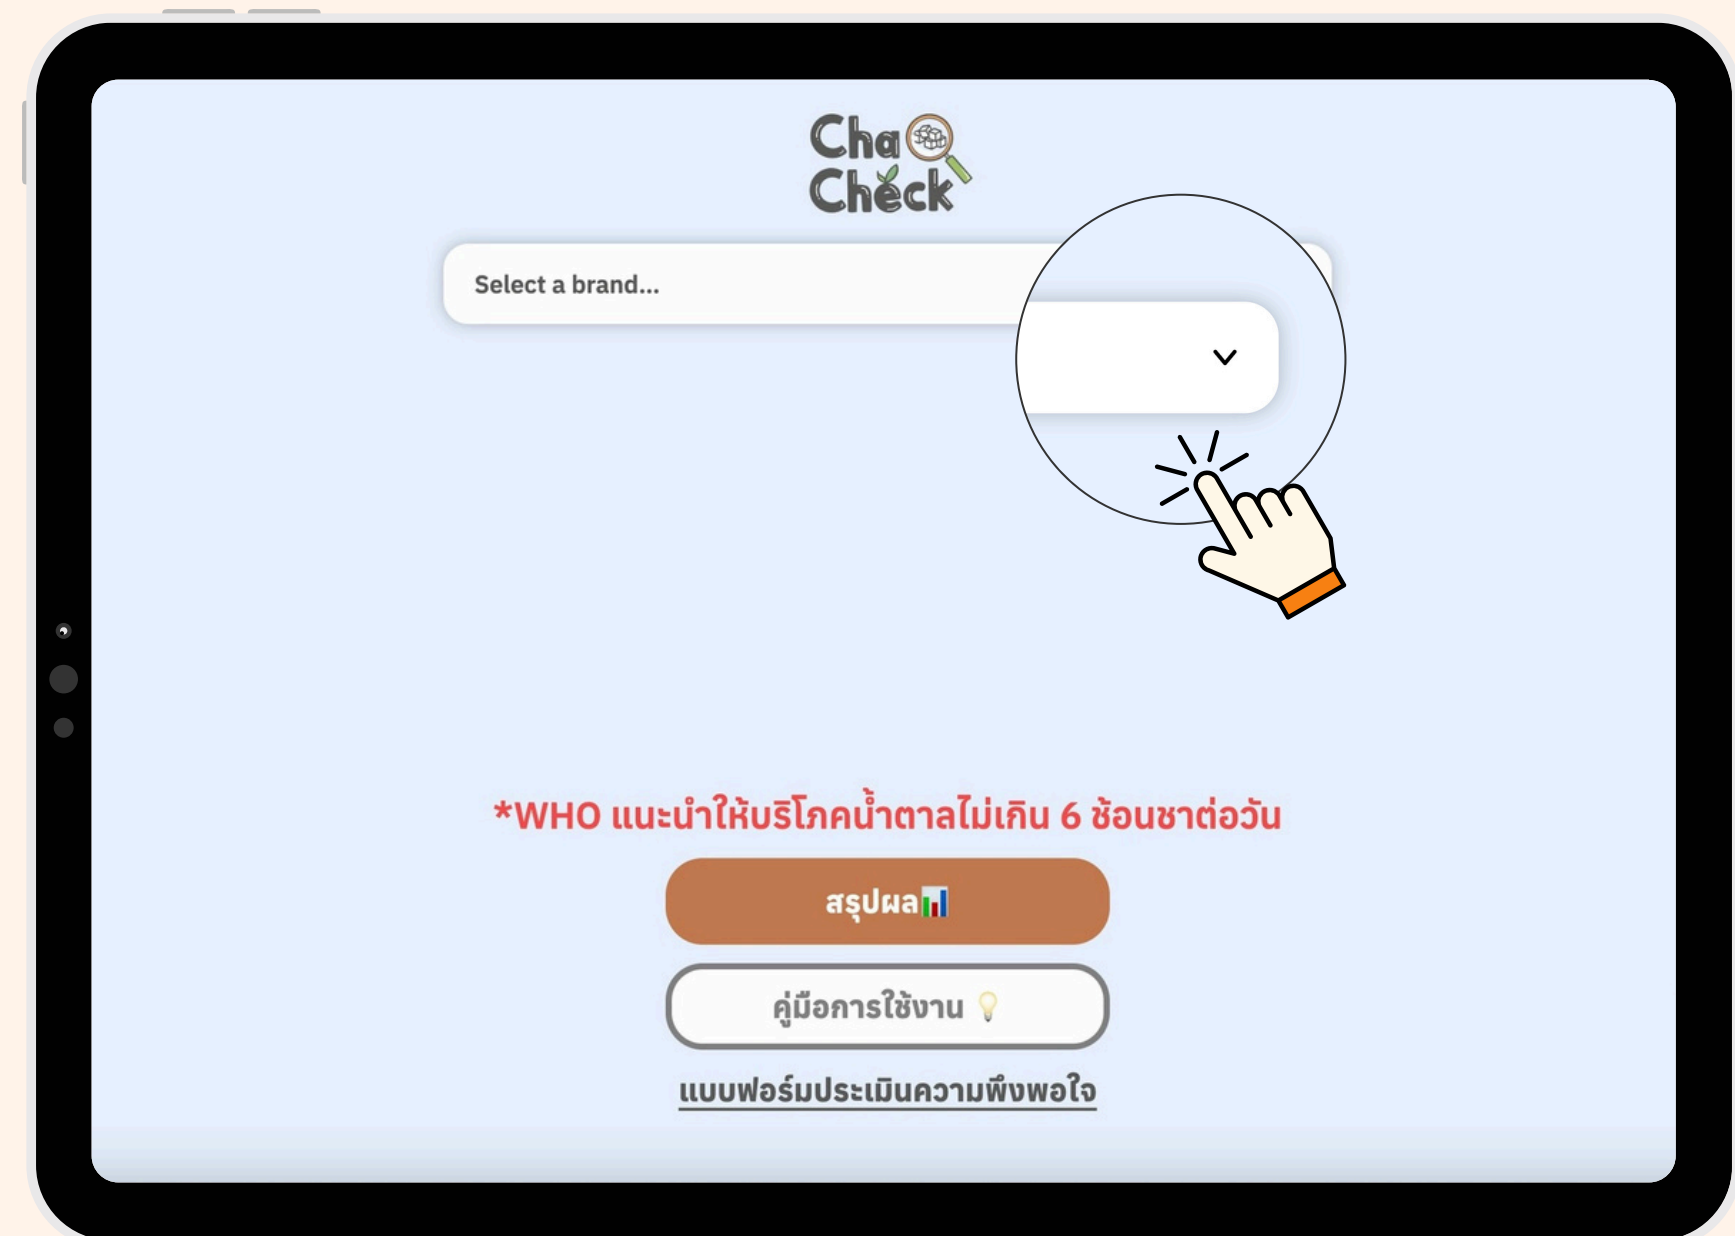 Cha
Check
Select a brand...
*WHO แนะนำให้บริโภคน้ำตาลไม่เกิน 6 ช้อนชาต่อวัน
สรุปผล📊
คู่มือการใช้งาน 💡
แบบฟอร์มประเมินความพึงพอใจ